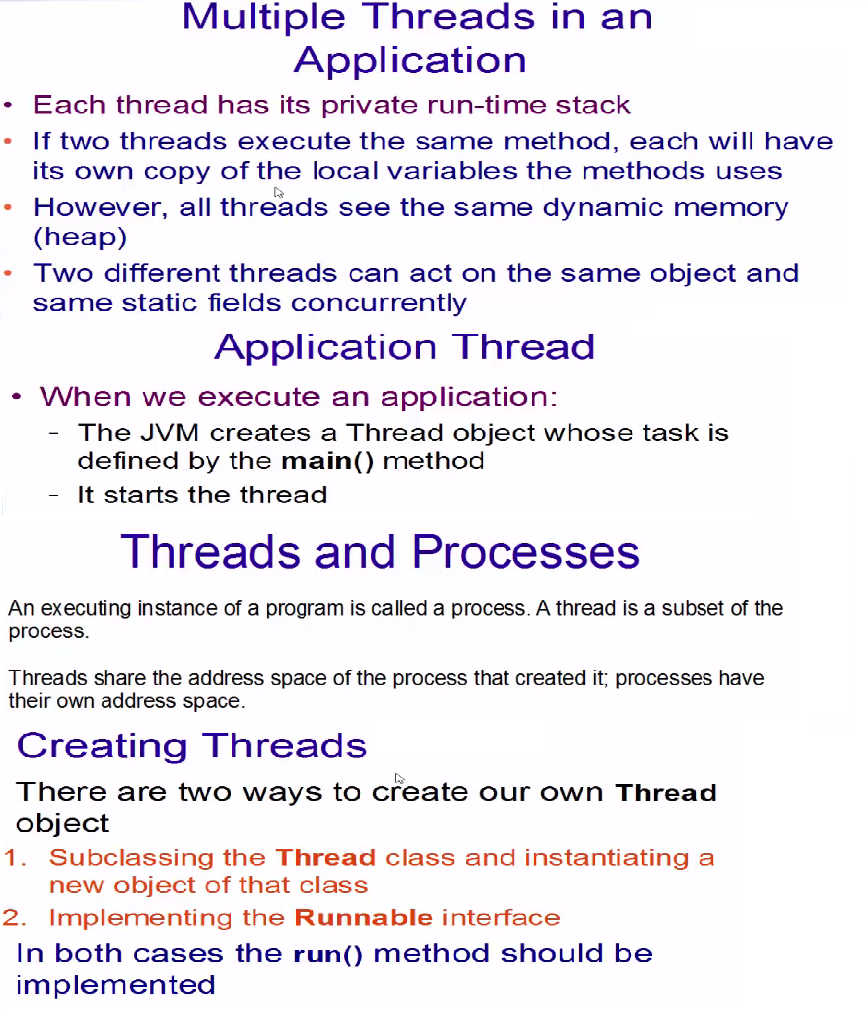 Multiple Threads in an
Application
• Each thread has its private run-time stack
• If two threads execute the same method, each will have
its own copy of the local variables the methods uses
• However, all threads see the same dynamic memory
(heap)
• Two different threads can act on the same object and
same static fields concurrently
Application Thread
• When we execute an application:
- The JVM creates a Thread object whose task is
defined by the main() method
- It starts the thread
Threads and Processes
An executing instance of a program is called a process. A thread is a subset of the
process.
Threads share the address space of the process that created it; processes have
their own address space.
Creating Threads
There are two ways to create our own Thread
object
1. Subclassing the Thread class and instantiating a
new object of that class
2. Implementing the Runnable interface
In both cases the run() method should be
implemented